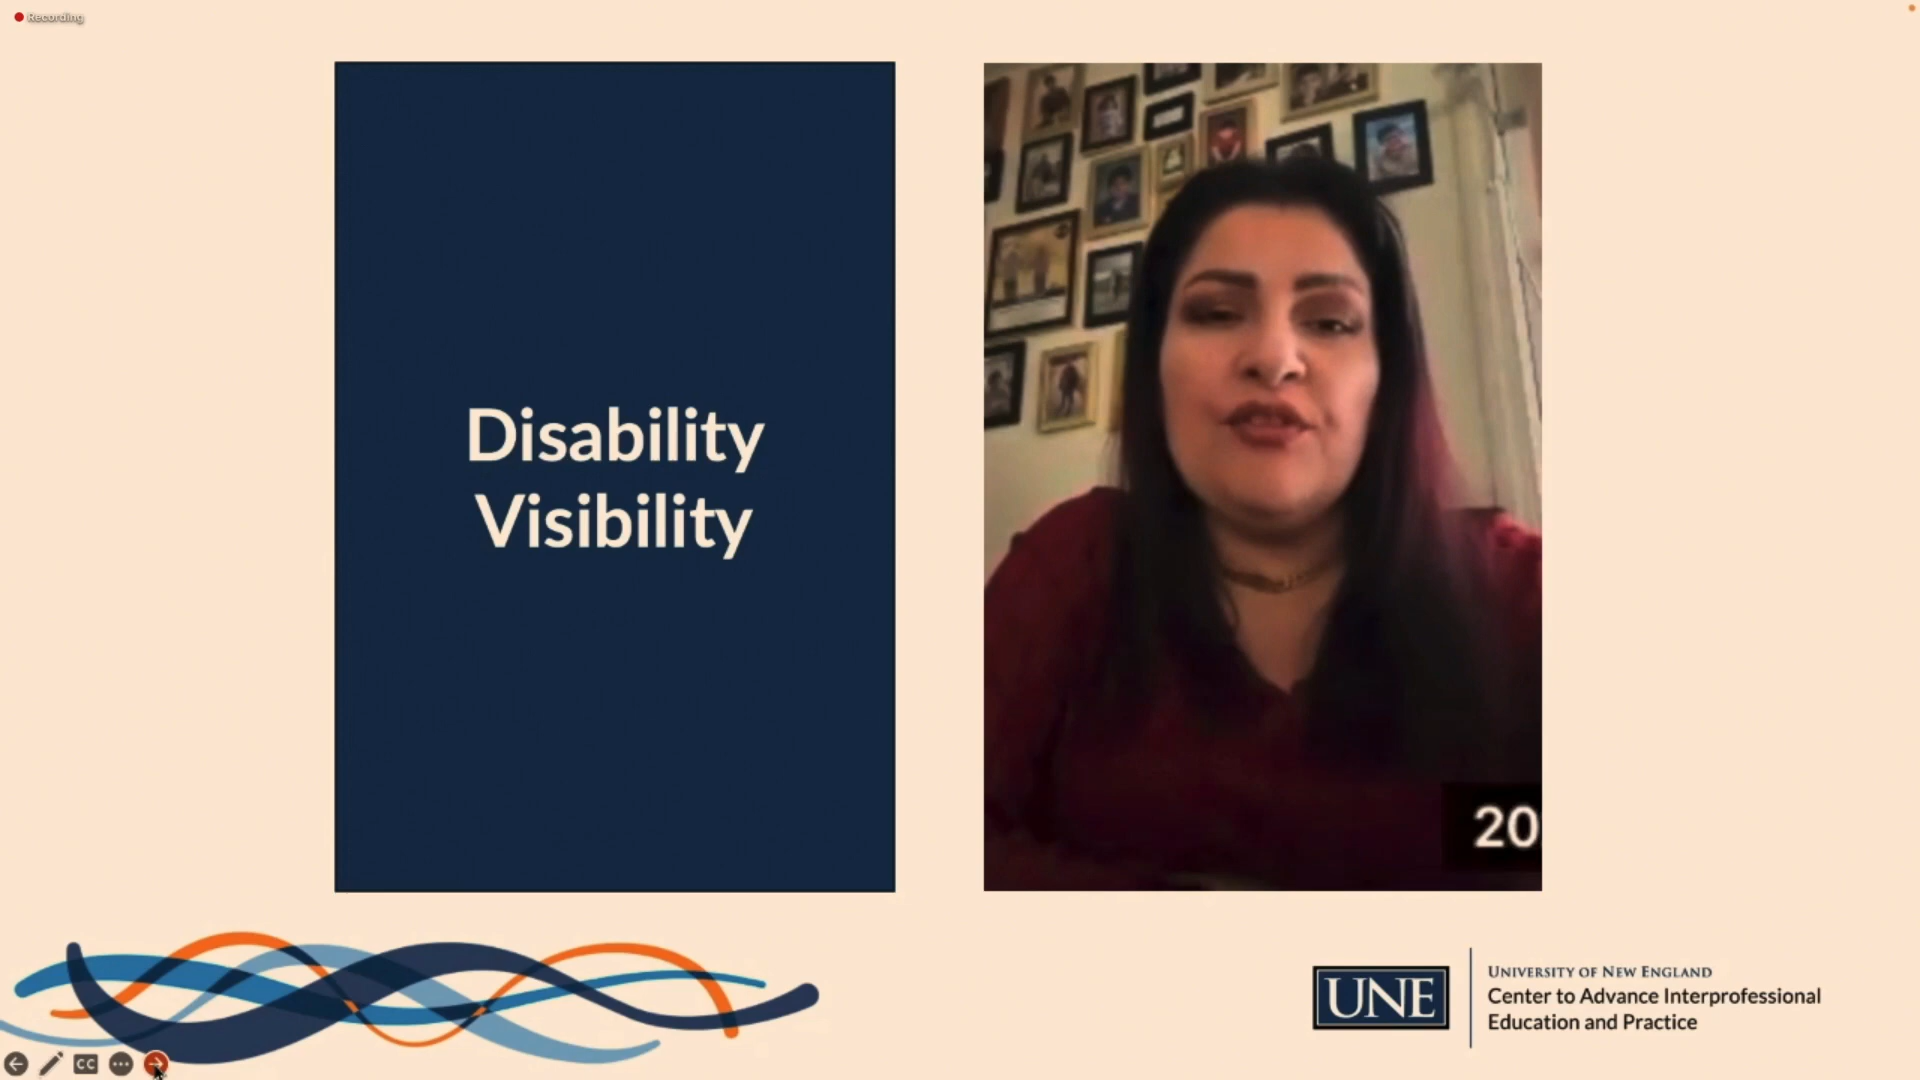 Recording
Disability
Visibility
20
UNE
UNIVERSITY OF NEW ENGLAND
Center to Advance Interprofessional
Education and Practice
CC